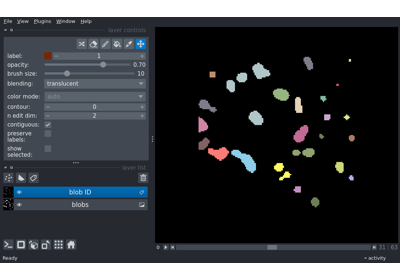 File View Plugins Window Help
layer controls
label: 1
opacity: 0.70
brush size: 10
blending: translucent
color mode: auto
contour: 0
n edit dim: 2
contiguous:
preserve
labels:
show
selected:
layer list
blob ID
blobs
31 | 63
Ready
activity